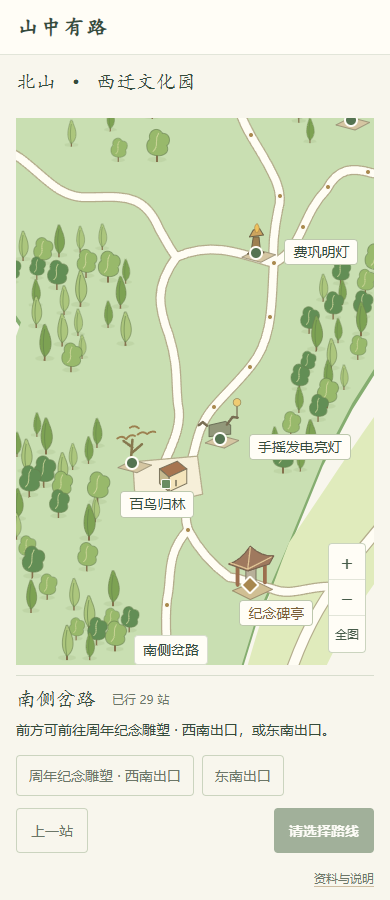 山中有路
北山 • 西迁文化园
费巩明灯
手摇发电亮灯
百鸟归林
纪念碑亭
+
−
全图
南侧岔路
南侧岔路 已行 29 站
前方可前往周年纪念雕塑 · 西南出口，或东南出口。
周年纪念雕塑 · 西南出口 东南出口
上一站 请选择路线
资料与说明